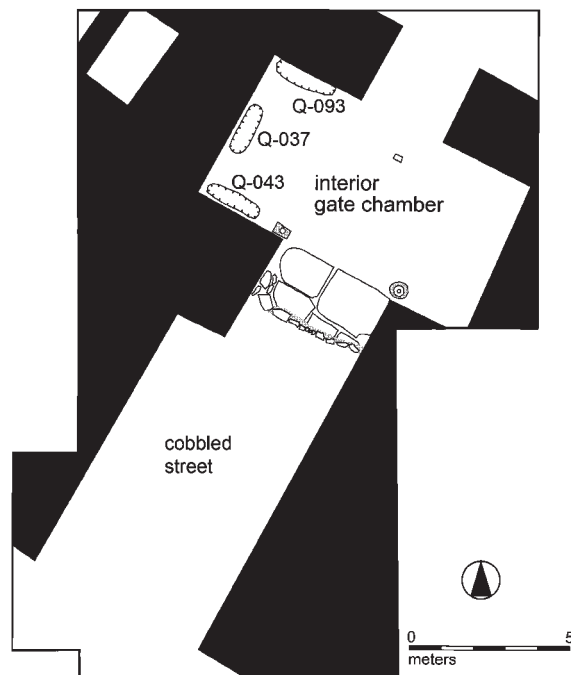 Q-093
Q-037
Q-043
interior
gate chamber
cobbled
street
0 5
meters